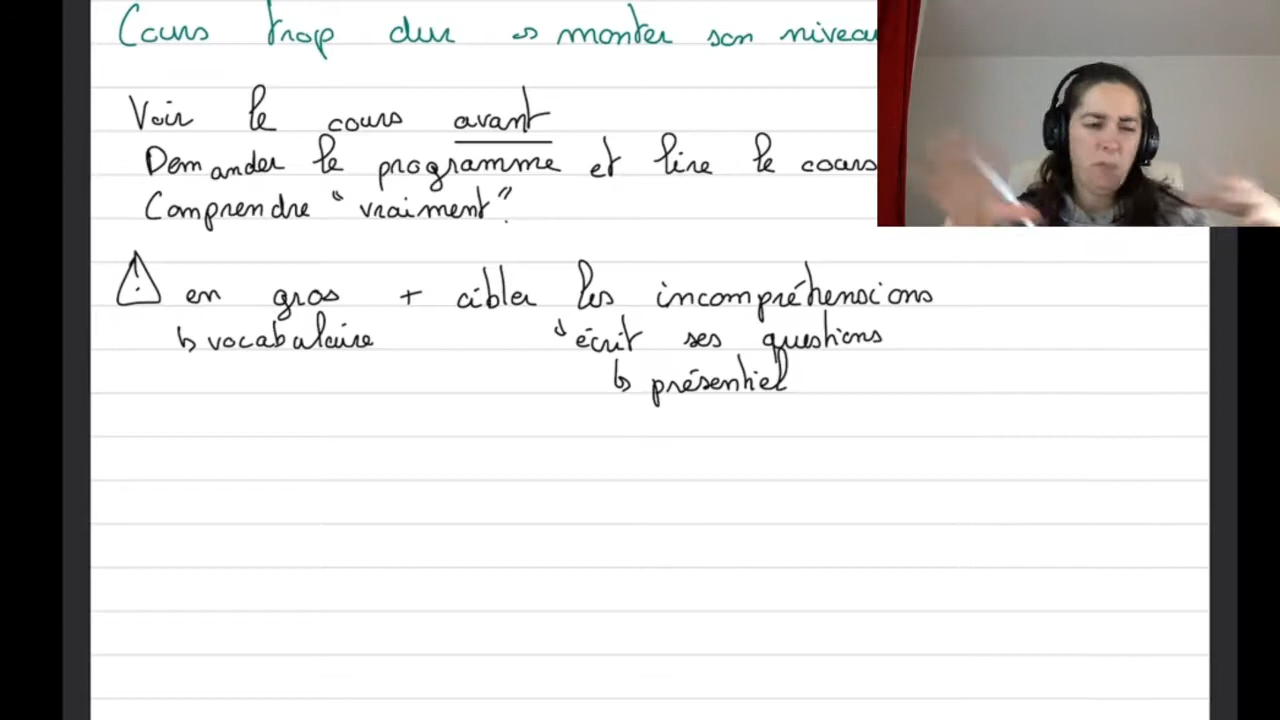 Cours trop dur ⇒ monter son niveau
Voir le cours avant
Demander le programme et lire le cours
Comprendre "vraiment".
⚠ en gros + cibler les incompréhensions
↳ vocabulaire ↓ écrit ses questions
↳ présentiel